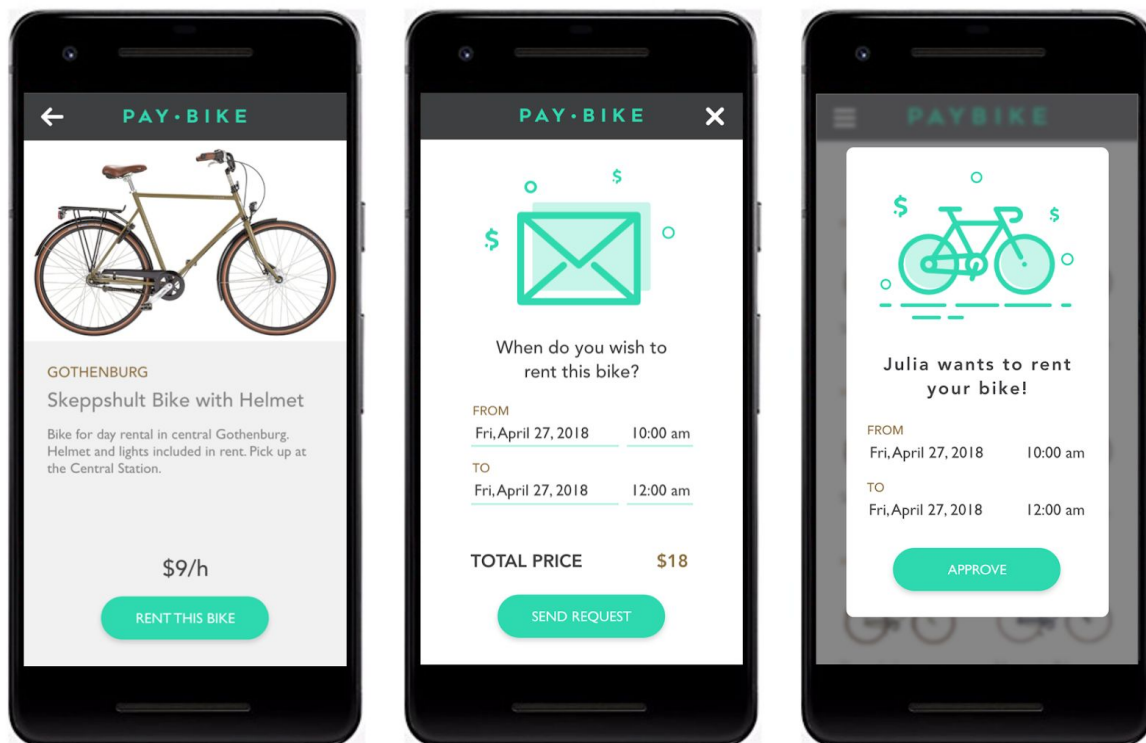 PAY·BIKE
GOTHENBURG
Skeppshult Bike with Helmet
Bike for day rental in central Gothenburg.
Helmet and lights included in rent. Pick up at
the Central Station.
$9/h
RENT THIS BIKE
PAY·BIKE
$
$
When do you wish to
rent this bike?
FROM
Fri, April 27, 2018 10:00 am
TO
Fri, April 27, 2018 12:00 am
TOTAL PRICE $18
SEND REQUEST
PAYBIKE
$
$
Julia wants to rent
your bike!
FROM
Fri, April 27, 2018 10:00 am
TO
Fri, April 27, 2018 12:00 am
APPROVE